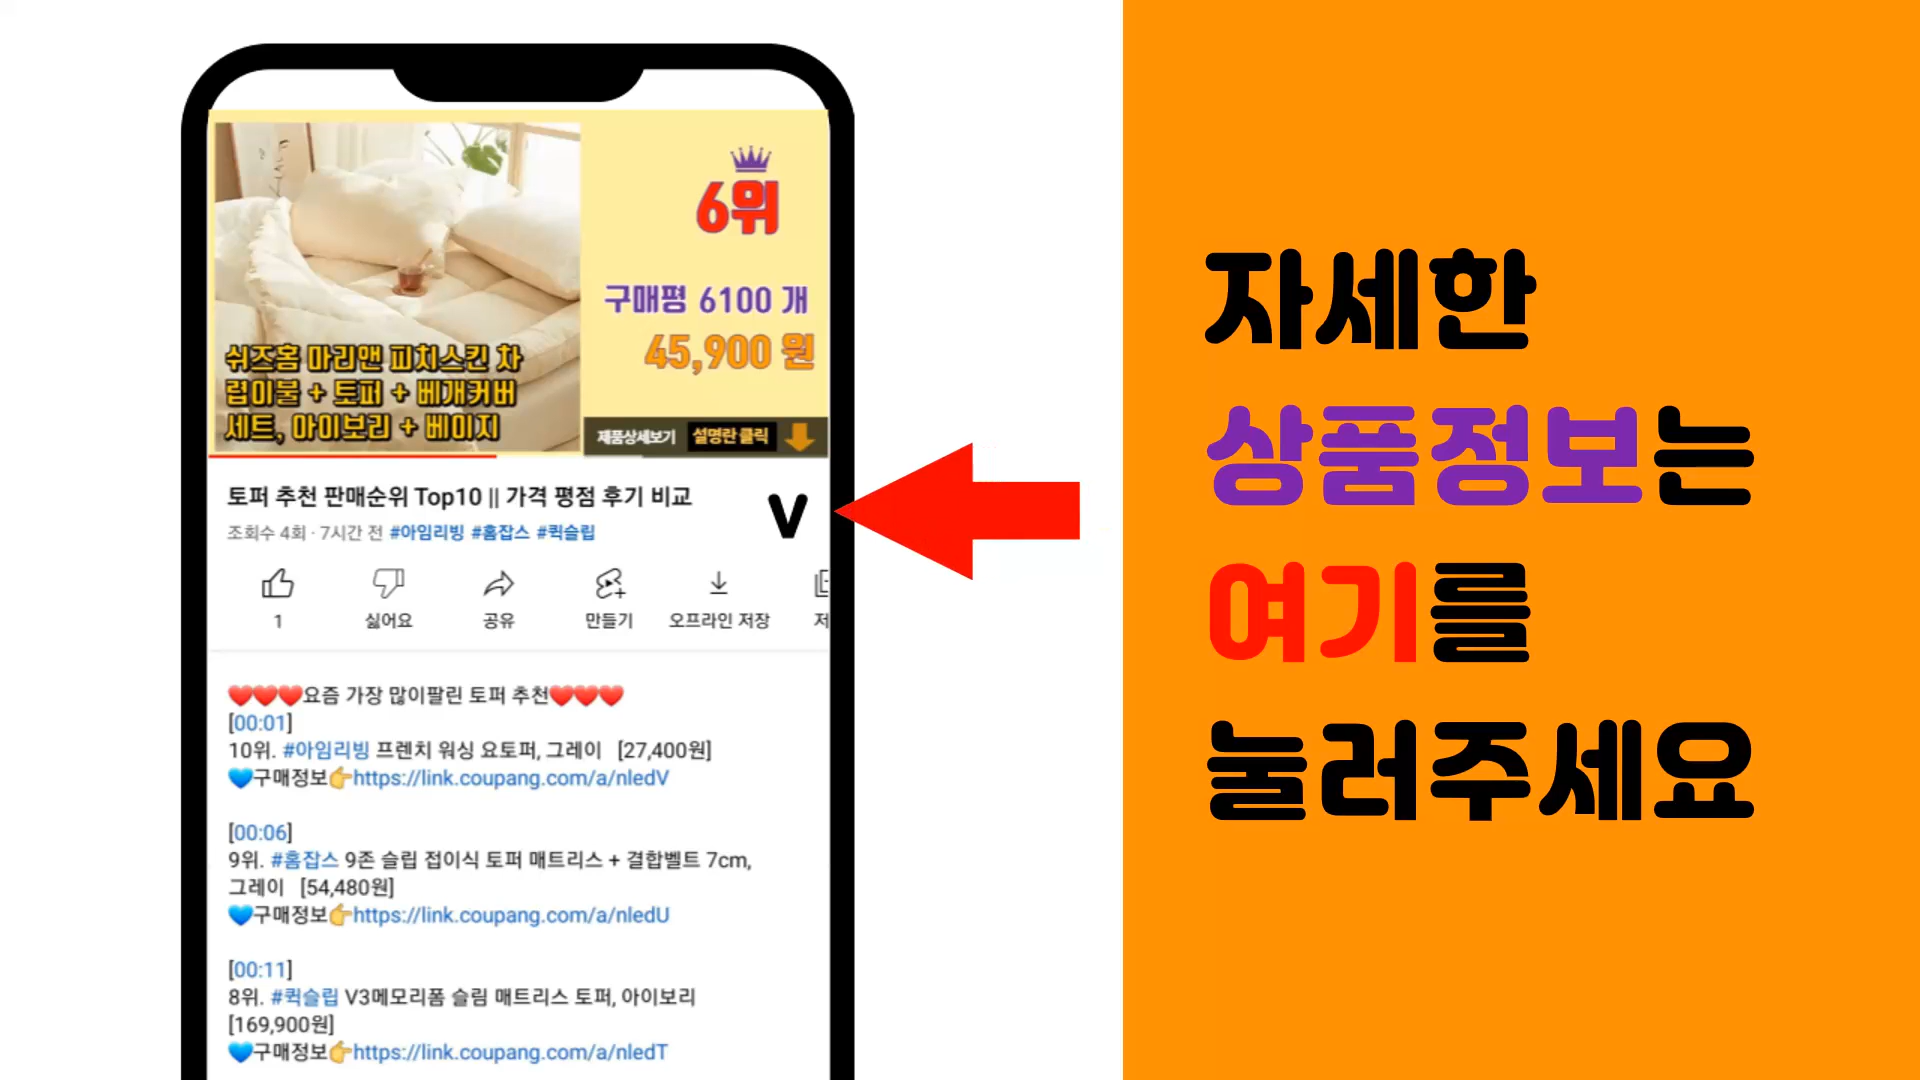 6위
구매평 6100 개
45,900 원
쉬즈홈 마리앤 피치스킨 차
렵이불 + 토퍼 + 베개커버
세트, 아이보리 + 베이지
제품상세보기 설명란 클릭
토퍼 추천 판매순위 Top10 || 가격 평점 후기 비교
V
조회수 4회 · 7시간 전 #아임리빙 #홈잡스 #퀵슬립
1 싫어요 공유 만들기 오프라인 저장 저
❤️❤️❤️요즘 가장 많이팔린 토퍼 추천❤️❤️❤️
[00:01]
10위. #아임리빙 프렌치 워싱 요토퍼, 그레이 [27,400원]
💙구매정보👉https://link.coupang.com/a/nledV
[00:06]
9위. #홈잡스 9존 슬립 접이식 토퍼 매트리스 + 결합벨트 7cm,
그레이 [54,480원]
💙구매정보👉https://link.coupang.com/a/nledU
[00:11]
8위. #퀵슬립 V3메모리폼 슬림 매트리스 토퍼, 아이보리
[169,900원]
💙구매정보👉https://link.coupang.com/a/nledT
자세한
상품정보는
여기를
눌러주세요